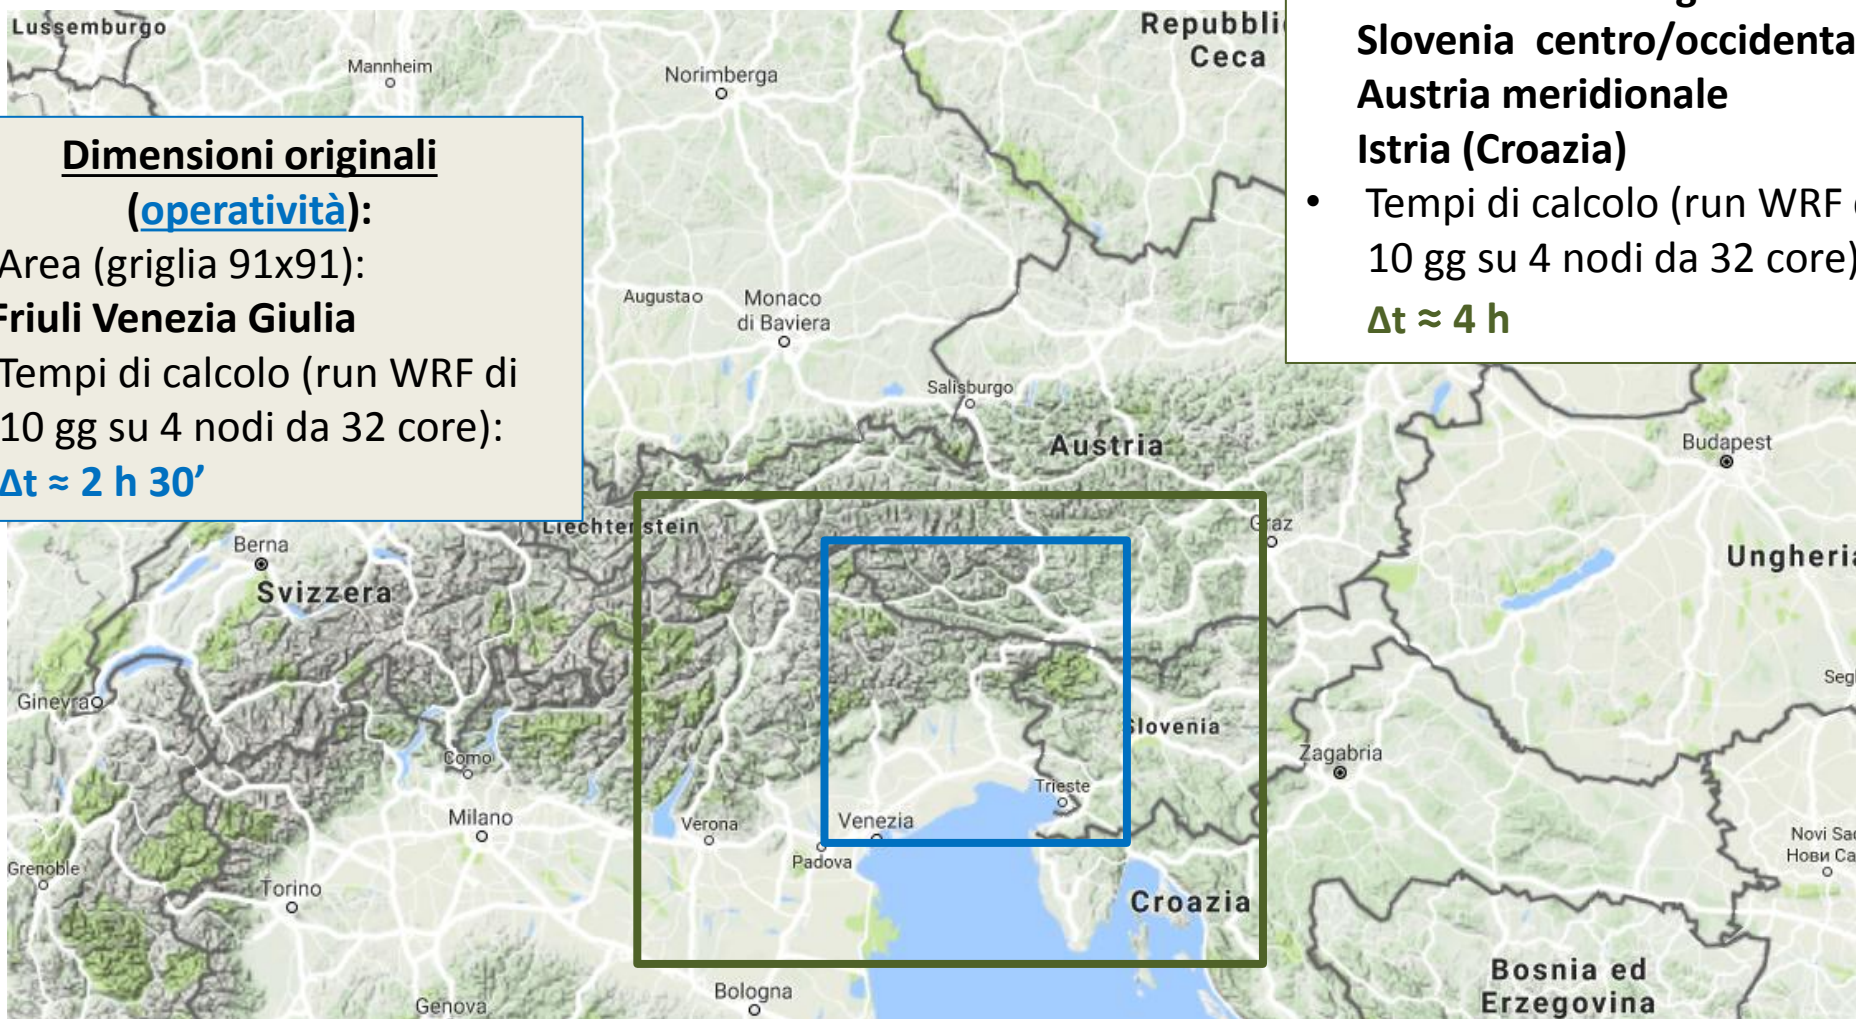 Dimensioni originali
(operatività):
Area (griglia 91x91):
Friuli Venezia Giulia
Tempi di calcolo (run WRF di
10 gg su 4 nodi da 32 core):
Δt ≈ 2 h 30’
Slovenia centro/occidenta
Austria meridionale
Istria (Croazia)
• Tempi di calcolo (run WRF
10 gg su 4 nodi da 32 core)
Δt ≈ 4 h
Lussemburgo
Mannheim
Norimberga
Repubbli
Ceca
Augusta
Monaco
di Baviera
Salisburgo
Austria
Budapest
Liechtenstein
Graz
Berna
Svizzera
Ungheria
Ginevra
Seg
Slovenia
Zagabria
Como
Trieste
Milano
Verona
Venezia
Padova
Novi Sad
Нови Са
Grenoble
Torino
Croazia
Bosnia ed
Erzegovina
Bologna
Genova